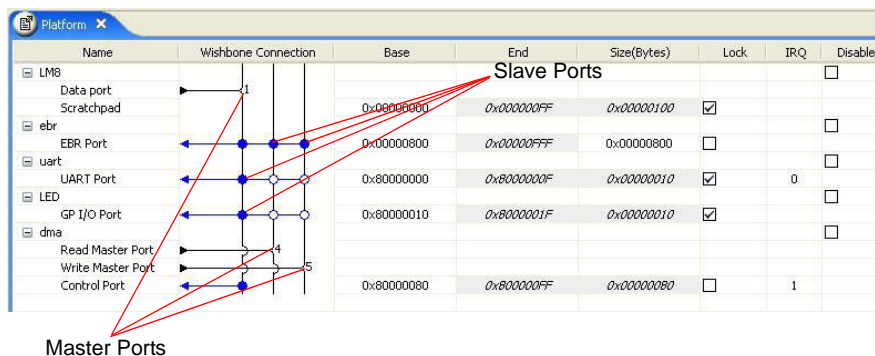 Platform
Name Wishbone Connection Base End Size(Bytes) Lock IRQ Disable
LM8
Slave Ports
Data port 1
Scratchpad 0x00000000 0x000000FF 0x00000100
ebr
EBR Port 0x00000800 0x00000FFF 0x00000800
uart
UART Port 0x80000000 0x8000000F 0x00000010 0
LED
GP I/O Port 0x80000010 0x8000001F 0x00000010
dma
Read Master Port 4
Write Master Port 5
Control Port 0x80000080 0x800000FF 0x00000080 1
Master Ports